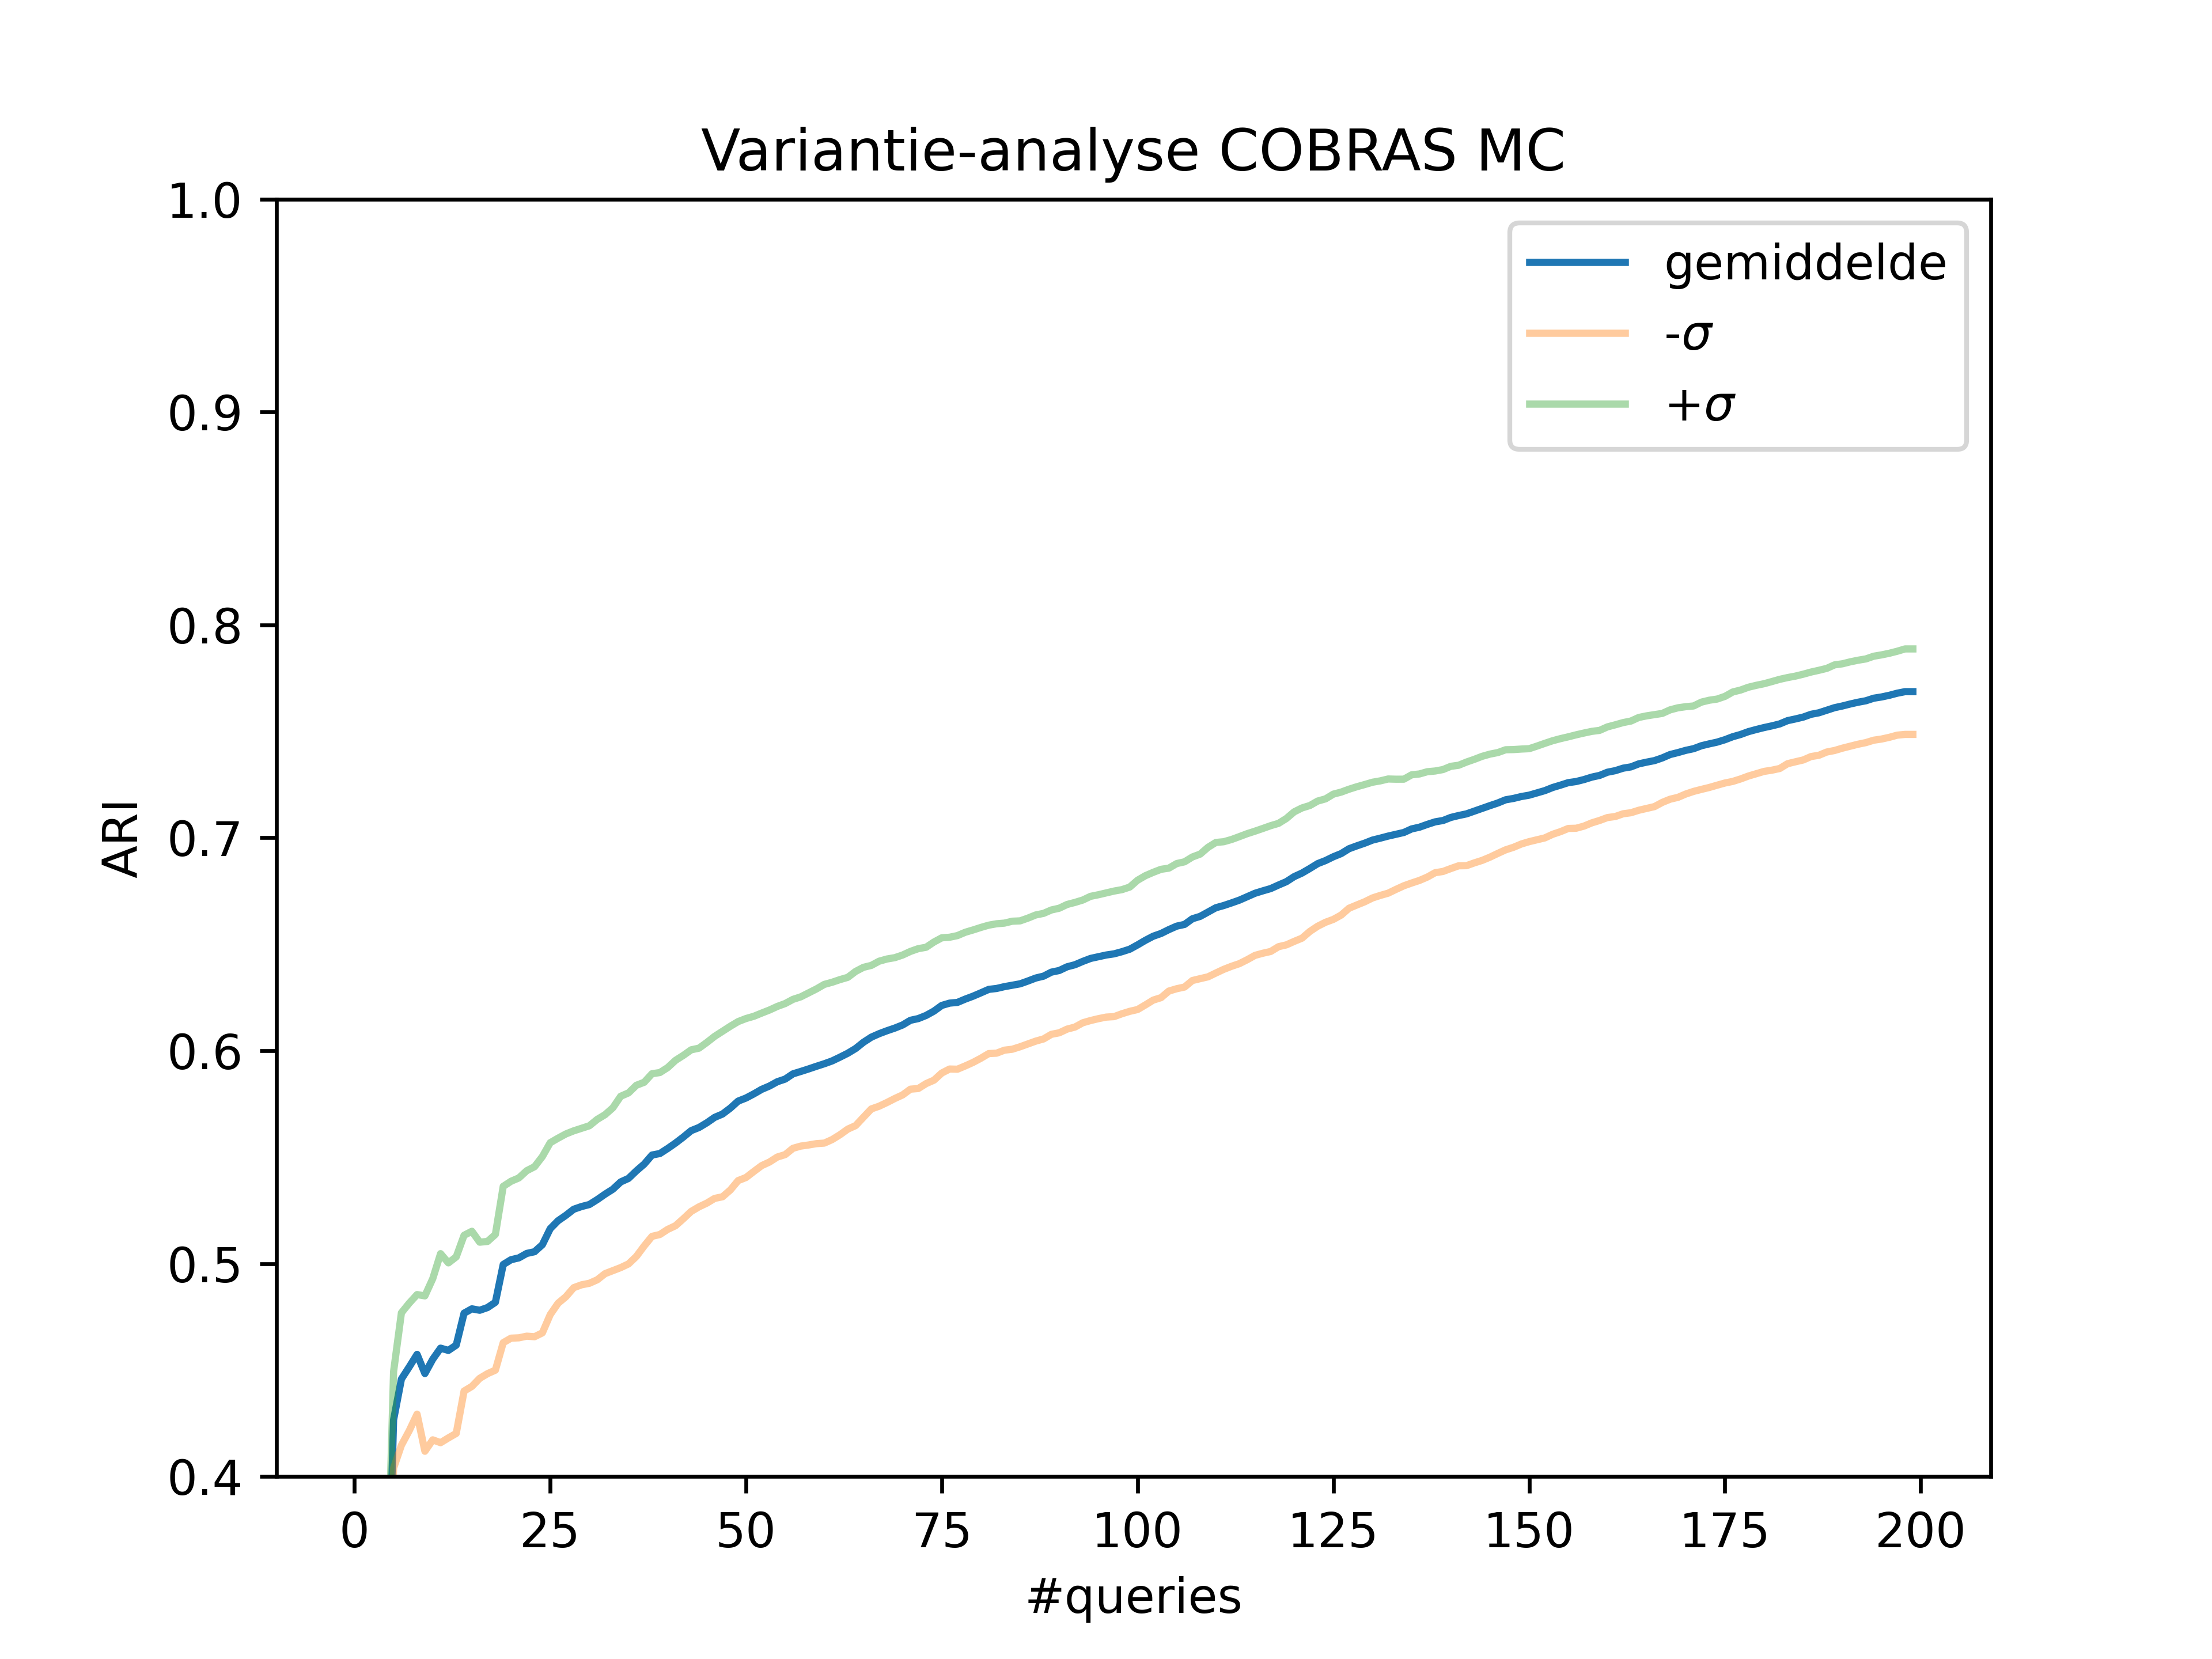 Variantie-analyse COBRAS MC
1.0
0.9
0.8
0.7
0.6
0.5
0.4
ARI
gemiddelde
-σ
+σ
0 25 50 75 100 125 150 175 200
#queries